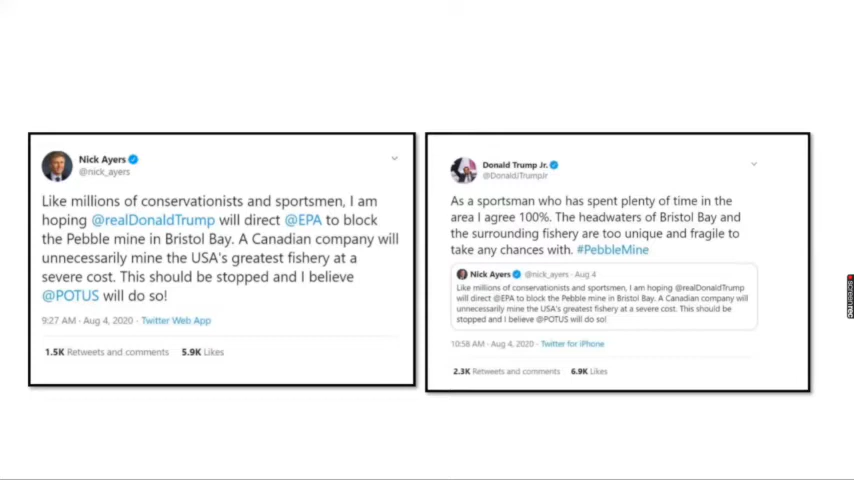 Nick Ayers
@nick_ayers
Like millions of conservationists and sportsmen, I am
hoping @realDonaldTrump will direct @EPA to block
the Pebble mine in Bristol Bay. A Canadian company will
unnecessarily mine the USA's greatest fishery at a
severe cost. This should be stopped and I believe
@POTUS will do so!
9:27 AM · Aug 4, 2020 · Twitter Web App
1.5K Retweets and comments 5.9K Likes
Donald Trump Jr.
@DonaldJTrumpJr
As a sportsman who has spent plenty of time in the
area I agree 100%. The headwaters of Bristol Bay and
the surrounding fishery are too unique and fragile to
take any chances with. #PebbleMine
Nick Ayers @nick_ayers · Aug 4
Like millions of conservationists and sportsmen, I am hoping @realDonaldTrump
will direct @EPA to block the Pebble mine in Bristol Bay. A Canadian company will
unnecessarily mine the USA's greatest fishery at a severe cost. This should be
stopped and I believe @POTUS will do so!
10:58 AM · Aug 4, 2020 · Twitter for iPhone
2.3K Retweets and comments 6.9K Likes
ScreenRec